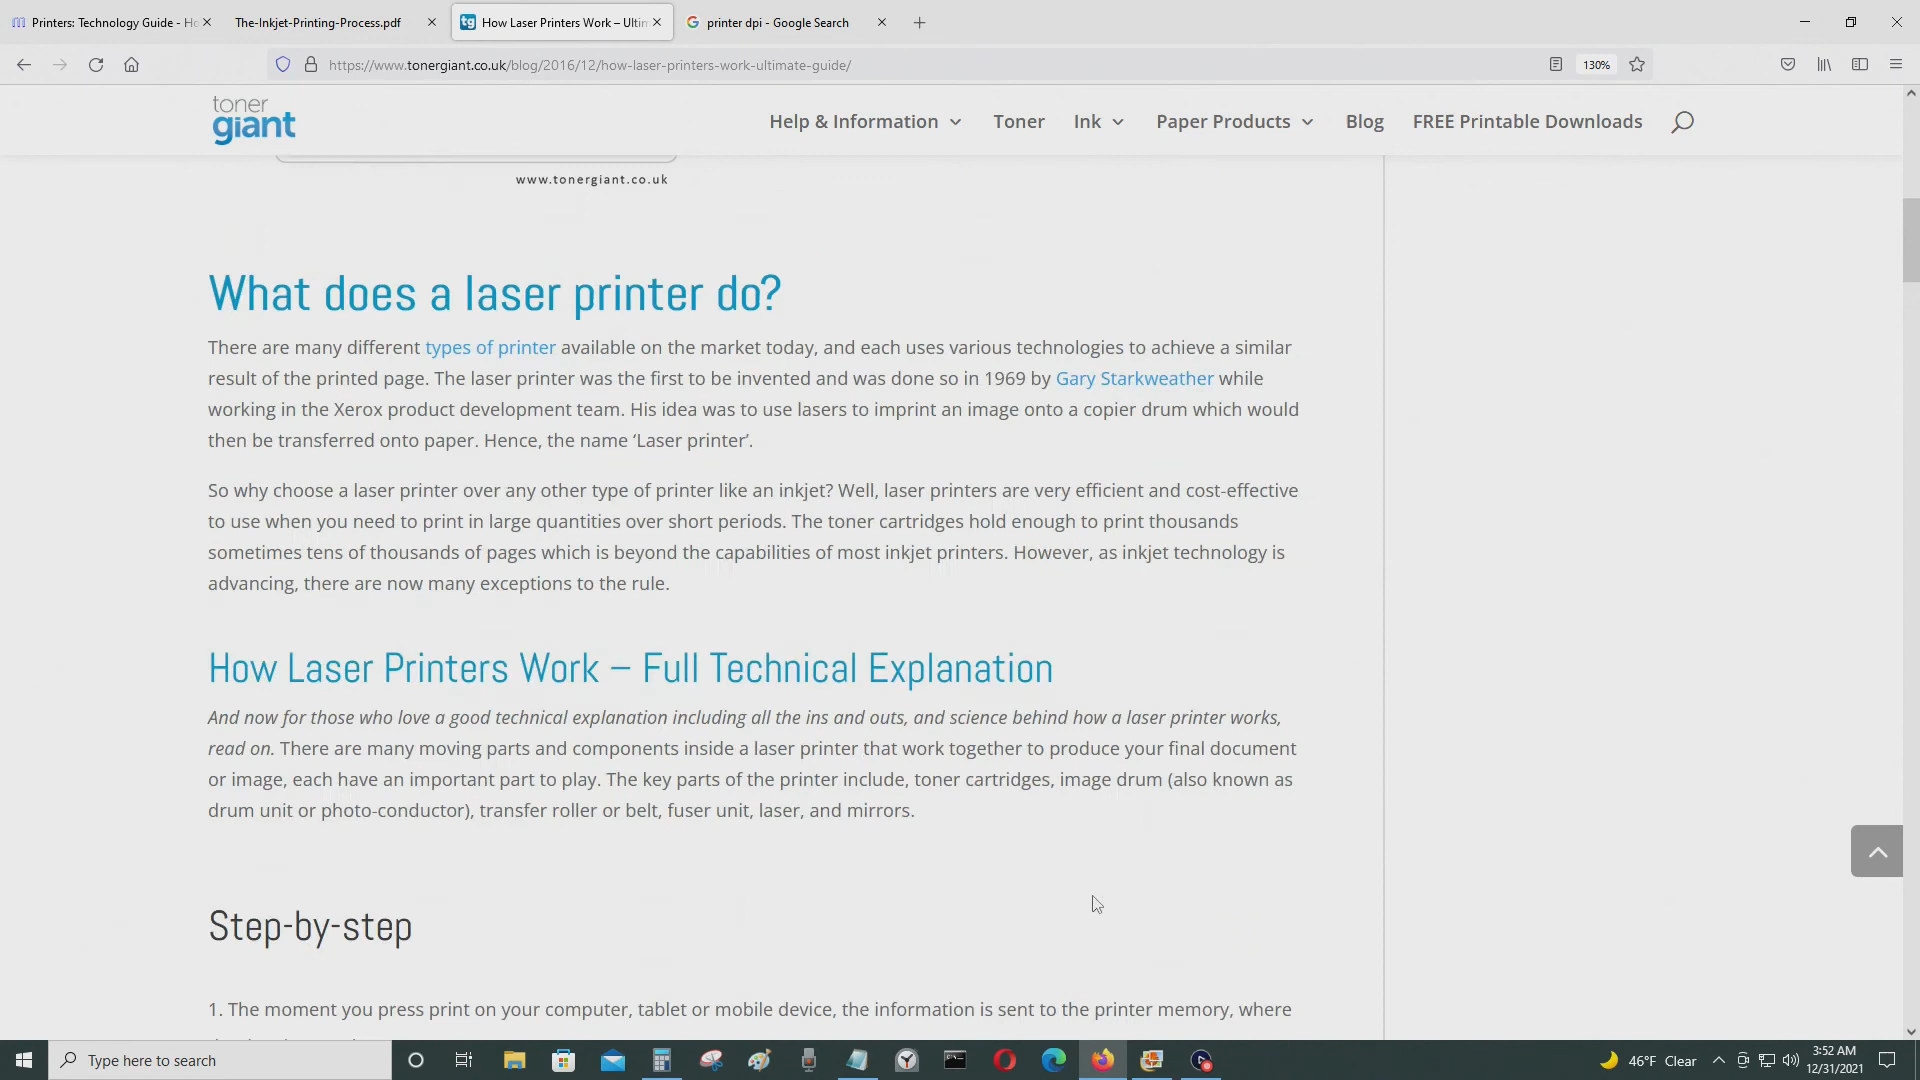 Printers: Technology Guide - Ho
The-Inkjet-Printing-Process.pdf
tg
How Laser Printers Work – Ultim
G
printer dpi - Google Search
https://www.tonergiant.co.uk/blog/2016/12/how-laser-printers-work-ultimate-guide/
130%
toner
giant
Help & Information
Toner
Ink
Paper Products
Blog
FREE Printable Downloads
www.tonergiant.co.uk
What does a laser printer do?
There are many different types of printer available on the market today, and each uses various technologies to achieve a similar
result of the printed page. The laser printer was the first to be invented and was done so in 1969 by Gary Starkweather while
working in the Xerox product development team. His idea was to use lasers to imprint an image onto a copier drum which would
then be transferred onto paper. Hence, the name ‘Laser printer’.
So why choose a laser printer over any other type of printer like an inkjet? Well, laser printers are very efficient and cost-effective
to use when you need to print in large quantities over short periods. The toner cartridges hold enough to print thousands
sometimes tens of thousands of pages which is beyond the capabilities of most inkjet printers. However, as inkjet technology is
advancing, there are now many exceptions to the rule.
How Laser Printers Work – Full Technical Explanation
And now for those who love a good technical explanation including all the ins and outs, and science behind how a laser printer works,
read on. There are many moving parts and components inside a laser printer that work together to produce your final document
or image, each have an important part to play. The key parts of the printer include, toner cartridges, image drum (also known as
drum unit or photo-conductor), transfer roller or belt, fuser unit, laser, and mirrors.
Step-by-step
1. The moment you press print on your computer, tablet or mobile device, the information is sent to the printer memory, where
Type here to search
46°F Clear
3:52 AM
12/31/2021